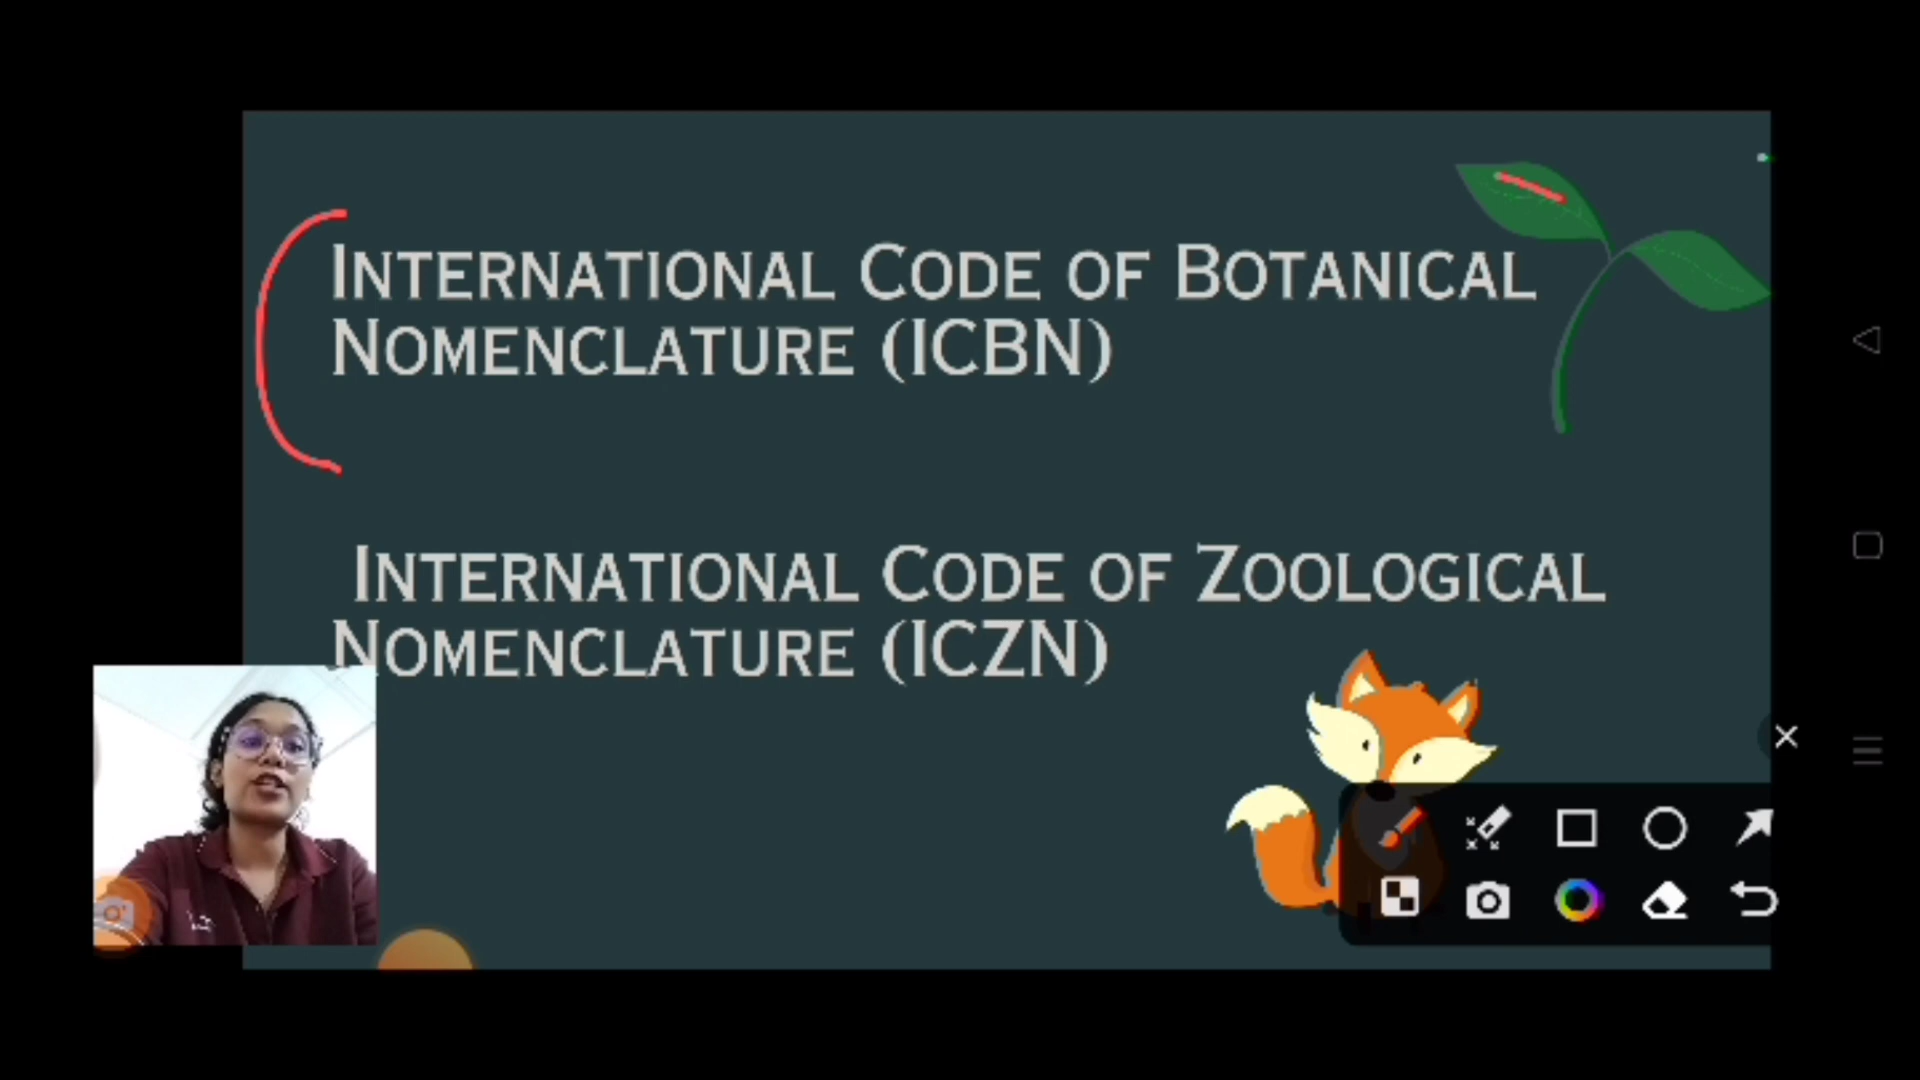 International Code of Botanical
Nomenclature (ICBN)
International Code of Zoological
Nomenclature (ICZN)